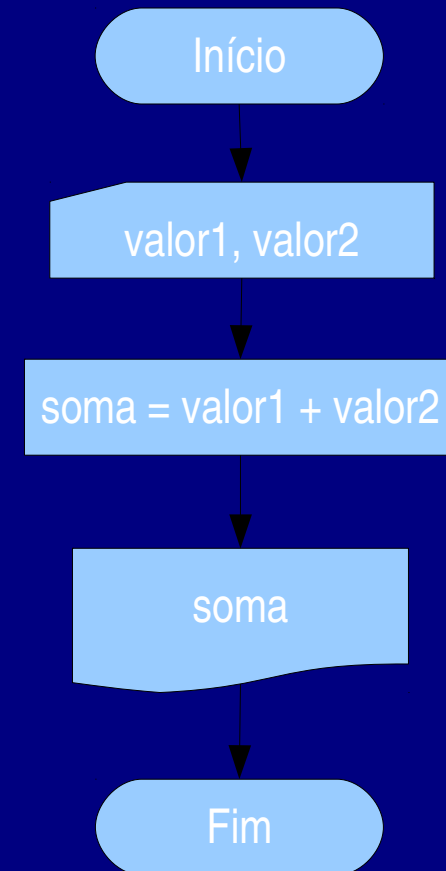 Início
valor1, valor2
soma = valor1 + valor2
soma
Fim